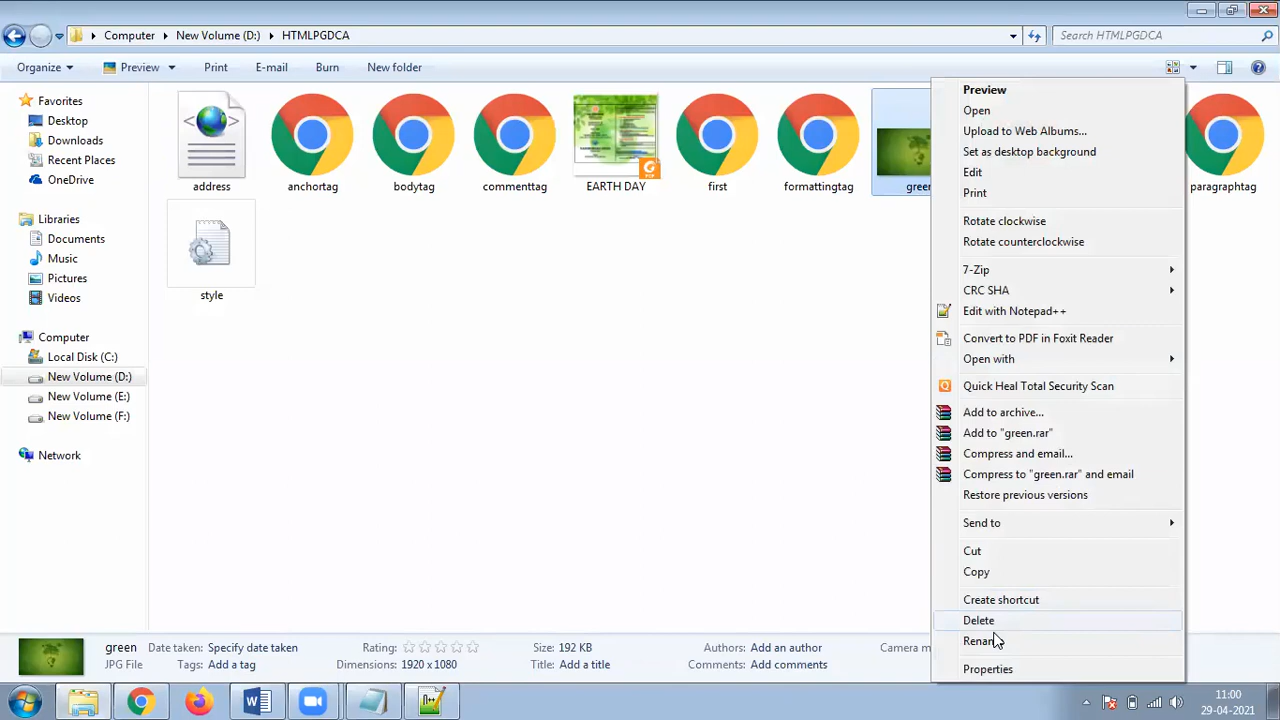 Computer New Volume (D:) HTMLPGDCA Search HTMLPGDCA
Organize Preview Print E-mail Burn New folder
Favorites
Desktop
Downloads
Recent Places
OneDrive
Libraries
Documents
Music
Pictures
Videos
Computer
Local Disk (C:)
New Volume (D:)
New Volume (E:)
New Volume (F:)
Network
address anchortag bodytag commenttag EARTH DAY first formattingtag green paragraphtag
style
Preview
Open
Upload to Web Albums...
Set as desktop background
Edit
Print
Rotate clockwise
Rotate counterclockwise
7-Zip
CRC SHA
Edit with Notepad++
Convert to PDF in Foxit Reader
Open with
Quick Heal Total Security Scan
Add to archive...
Add to "green.rar"
Compress and email...
Compress to "green.rar" and email
Restore previous versions
Send to
Cut
Copy
Create shortcut
Delete
Rename
Properties
green Date taken: Specify date taken Rating: Size: 192 KB Authors: Add an author Camera m
JPG File Tags: Add a tag Dimensions: 1920 x 1080 Title: Add a title Comments: Add comments
11:00
29-04-2021